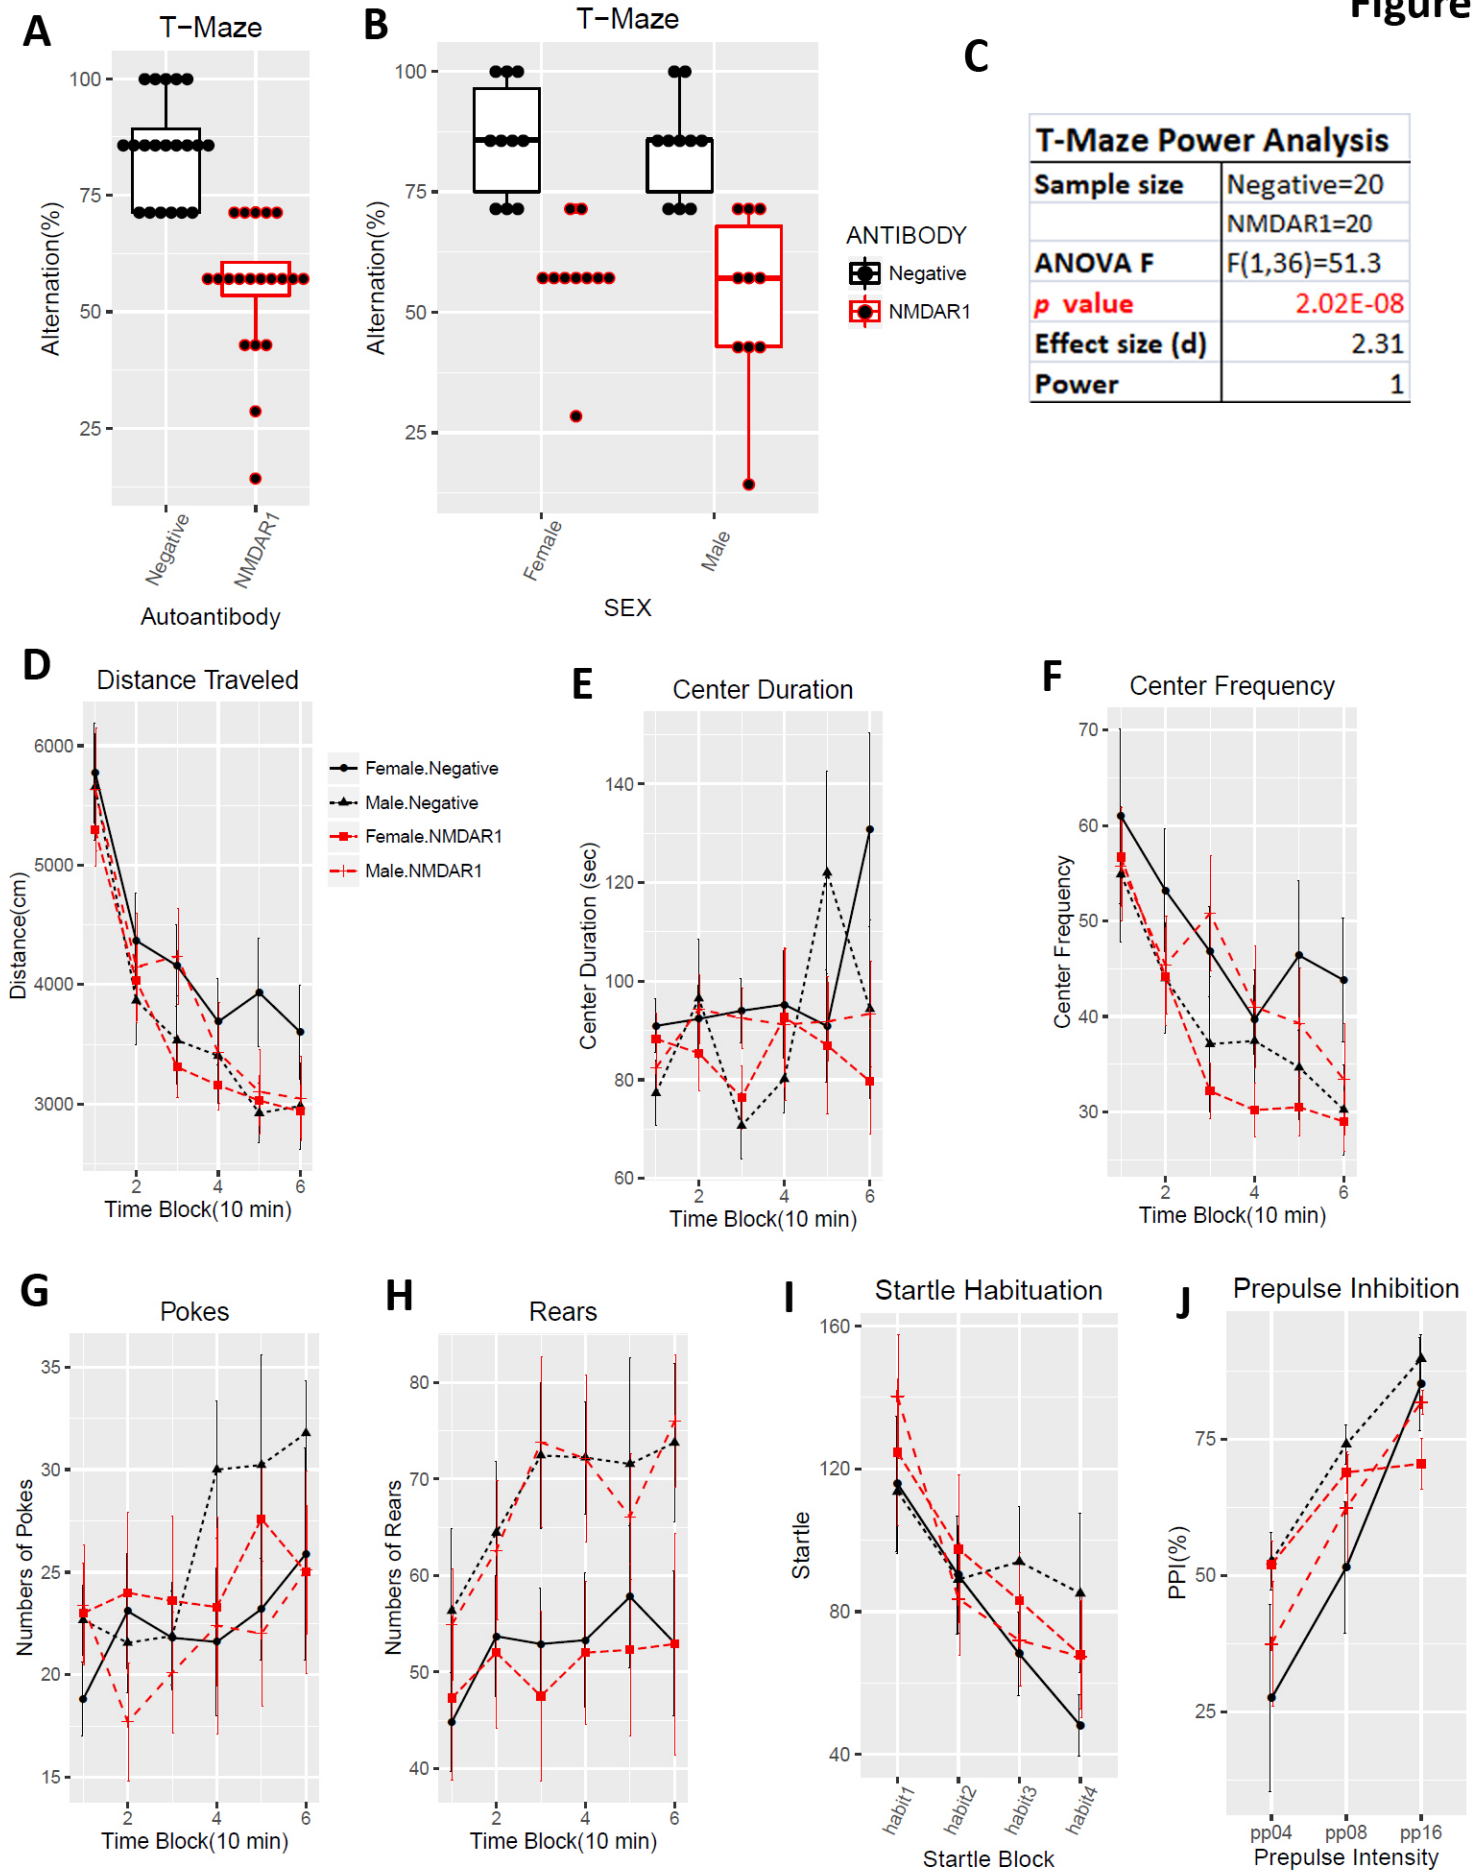 Figure
A
T−Maze
Alternation(%)
100
75
50
25
Negative
NMDAR1
Autoantibody
B
T−Maze
Alternation(%)
100
75
50
25
Female
Male
SEX
ANTIBODY
Negative
NMDAR1
C
T-Maze Power Analysis
Sample size Negative=20
NMDAR1=20
ANOVA F F(1,36)=51.3
p value 2.02E-08
Effect size (d) 2.31
Power 1
D
Distance Traveled
Distance(cm)
6000
5000
4000
3000
2 4 6
Time Block(10 min)
Female.Negative
Male.Negative
Female.NMDAR1
Male.NMDAR1
E
Center Duration
Center Duration (sec)
140
120
100
80
60
2 4 6
Time Block(10 min)
F
Center Frequency
Center Frequency
70
60
50
40
30
2 4 6
Time Block(10 min)
G
Pokes
Numbers of Pokes
35
30
25
20
15
2 4 6
Time Block(10 min)
H
Rears
Numbers of Rears
80
70
60
50
40
2 4 6
Time Block(10 min)
I
Startle Habituation
Startle
160
120
80
40
habit1
habit2
habit3
habit4
Startle Block
J
Prepulse Inhibition
PPI(%)
75
50
25
pp04 pp08 pp16
Prepulse Intensity